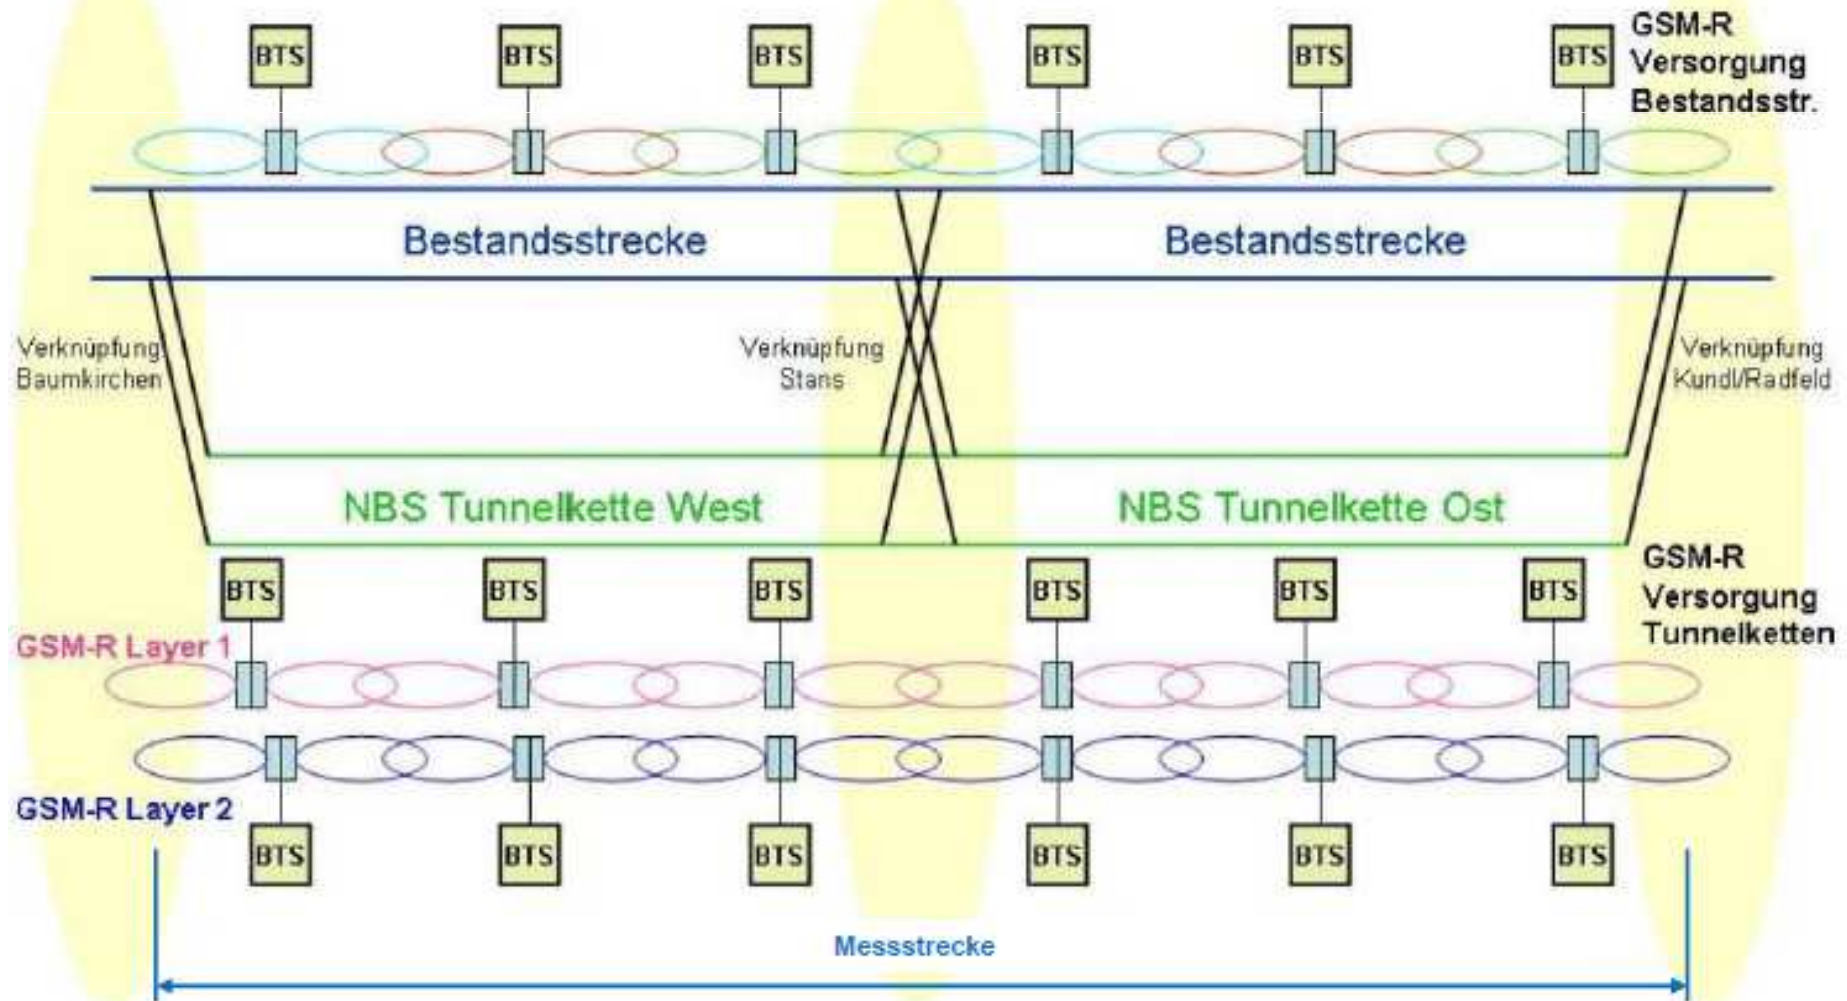 BTS BTS BTS BTS BTS BTS
GSM-R
Versorgung
Bestandsstr.
Bestandsstrecke Bestandsstrecke
Verknüpfung
Baumkirchen
Verknüpfung
Stans
Verknüpfung
Kundl/Radfeld
NBS Tunnelkette West NBS Tunnelkette Ost
BTS BTS BTS BTS BTS BTS
GSM-R
Versorgung
Tunnelketten
GSM-R Layer 1
GSM-R Layer 2
BTS BTS BTS BTS BTS BTS
Messstrecke